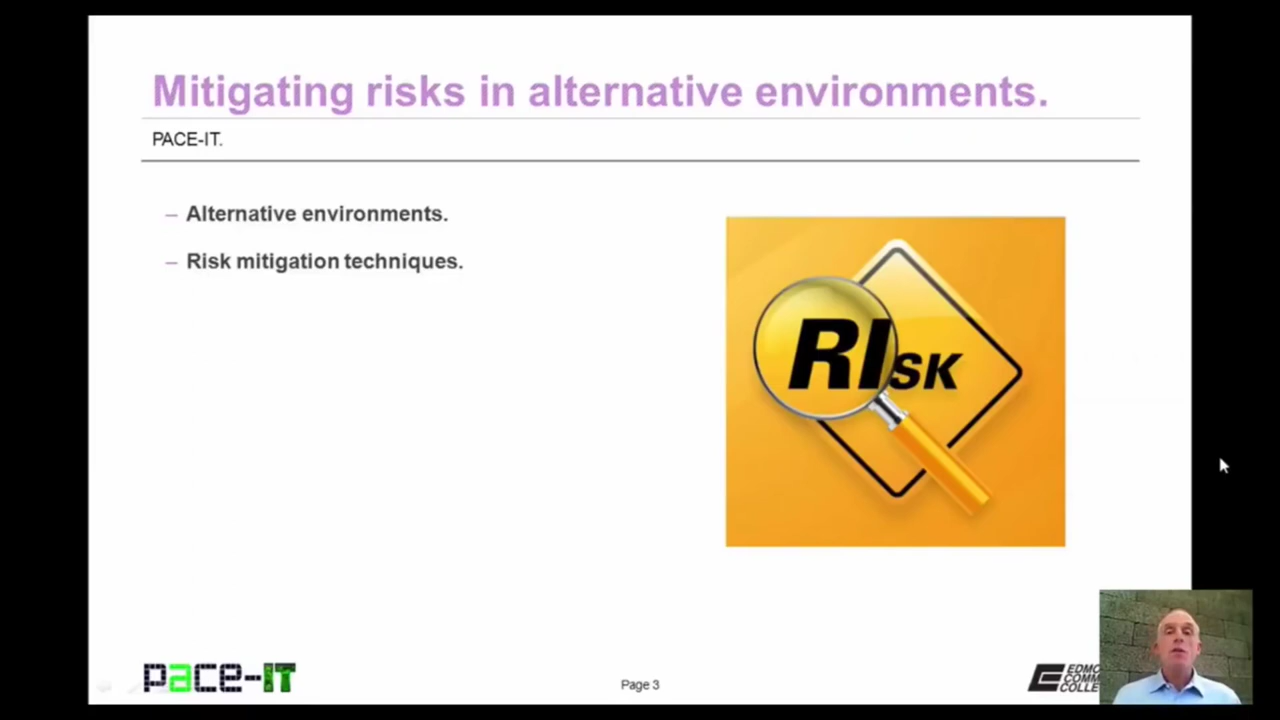 Mitigating risks in alternative environments.
PACE-IT.
– Alternative environments.
– Risk mitigation techniques.
RISK
pace-IT
Page 3